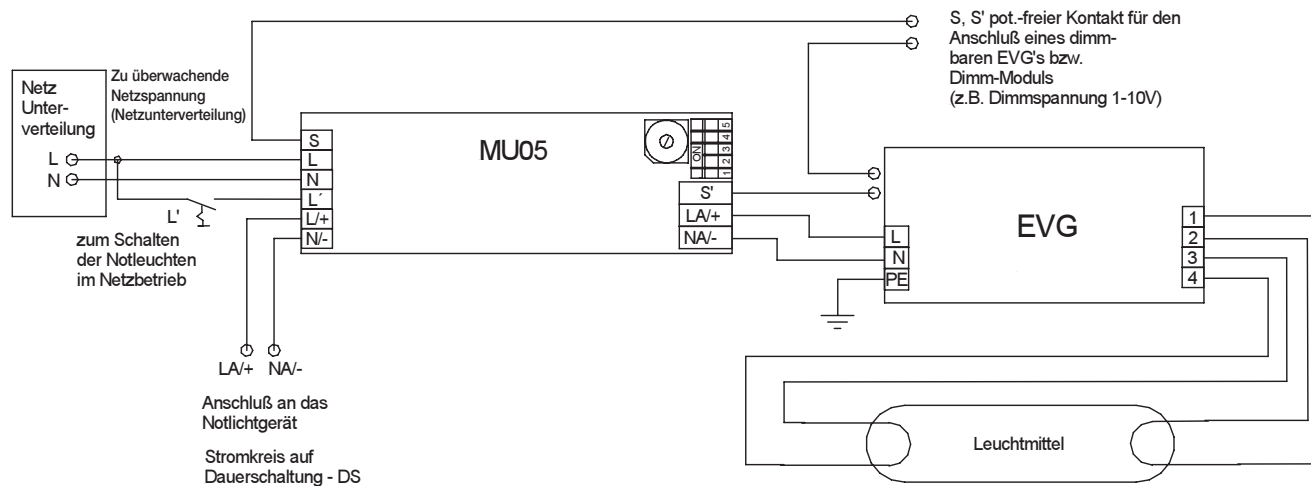 S, S' pot.-freier Kontakt für den
Anschluß eines dimm-
baren EVG's bzw.
Dimm-Moduls
(z.B. Dimmspannung 1-10V)
Netz
Unter-
verteilung
L
N
Zu überwachende
Netzspannung
(Netzunterverteilung)
L'
zum Schalten
der Notleuchten
im Netzbetrieb
S
L
N
L´
L/+
N/-
MU05
ON
1 2 3 4 5
S'
LA/+
NA/-
L
N
PE
EVG
1
2
3
4
LA/+ NA/-
Anschluß an das
Notlichtgerät
Stromkreis auf
Dauerschaltung - DS
Leuchtmittel